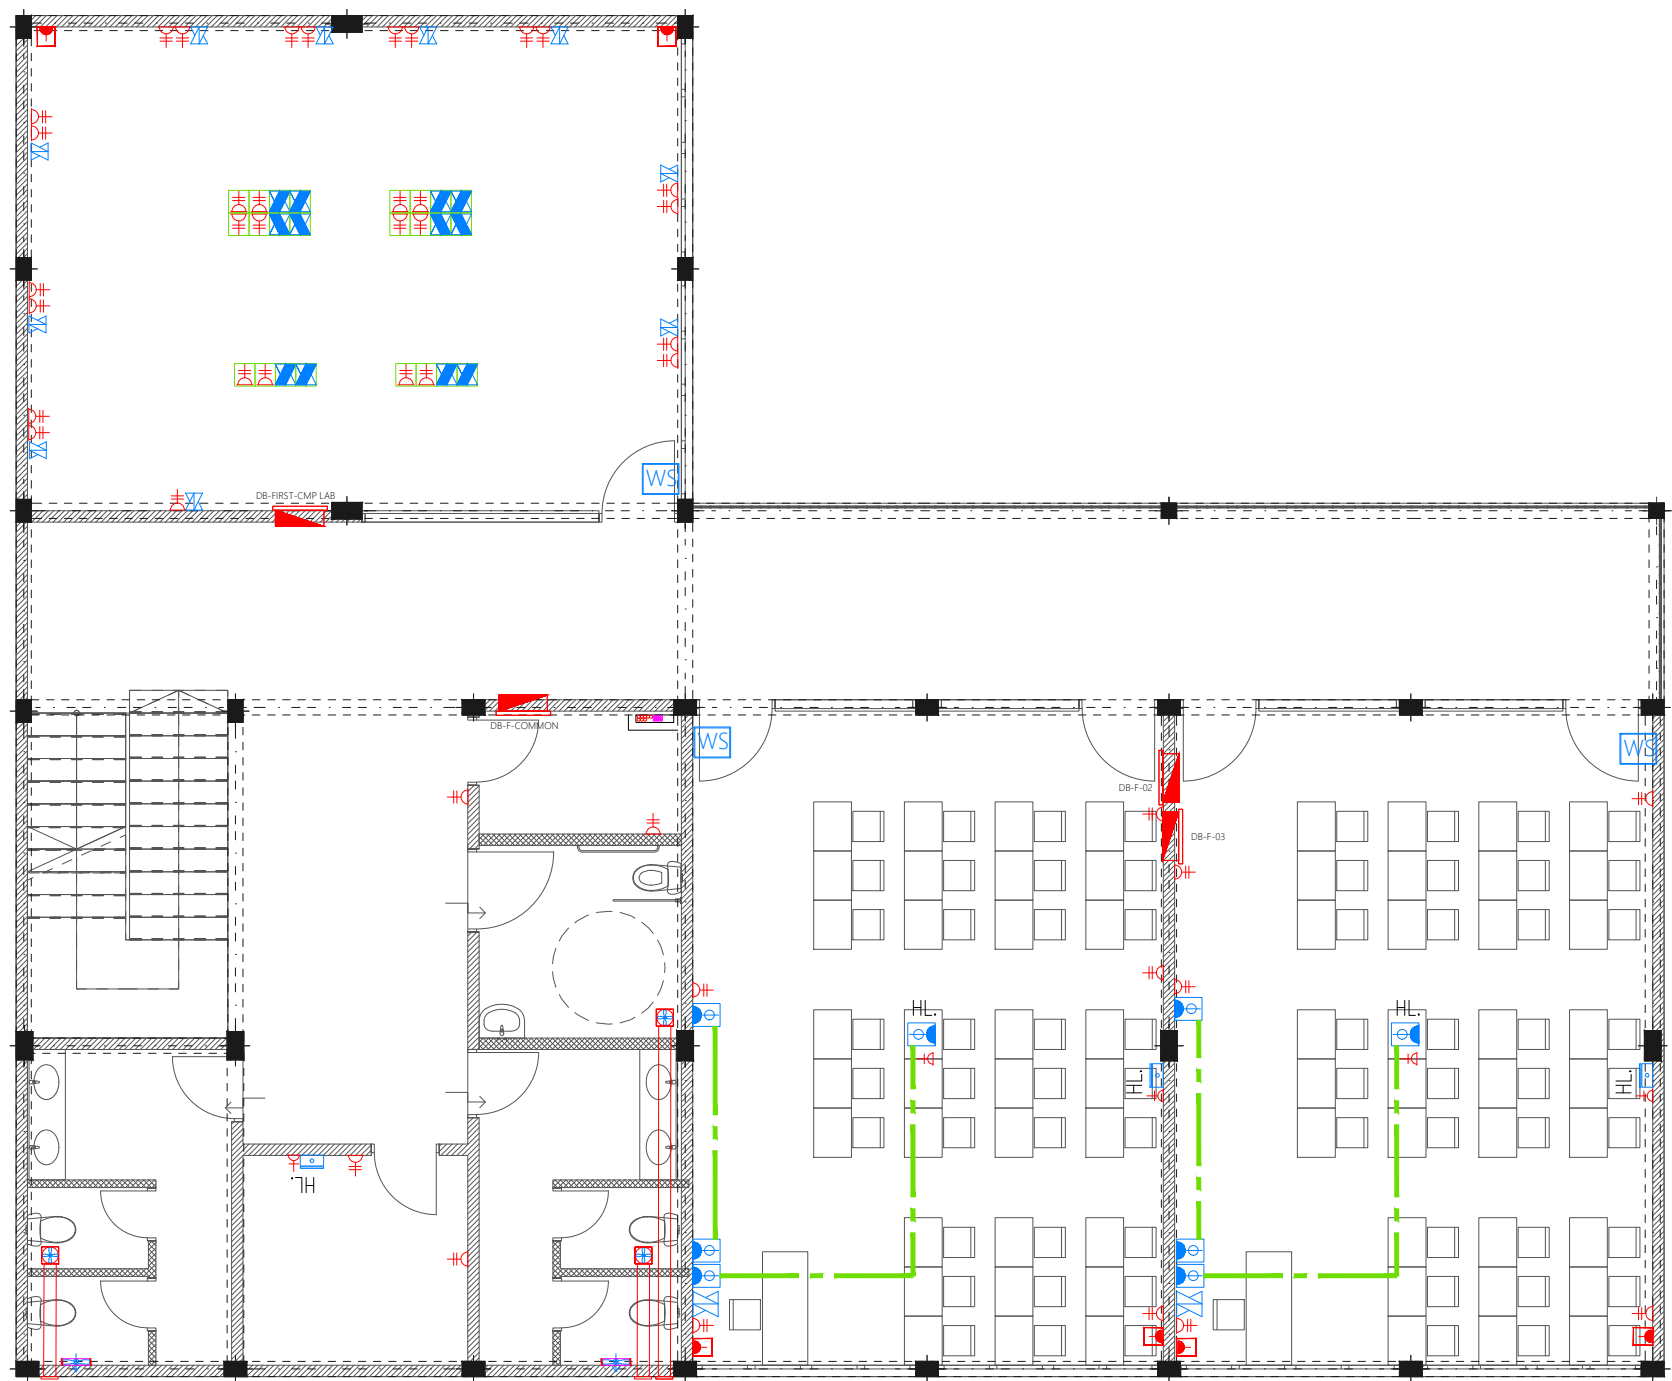 WS
DB-FIRST-CMP LAB
DB-F-COMMON
WS
WS
DB-F-02
DB-F-03
HL.
HL.
HL.
HL.
HL.